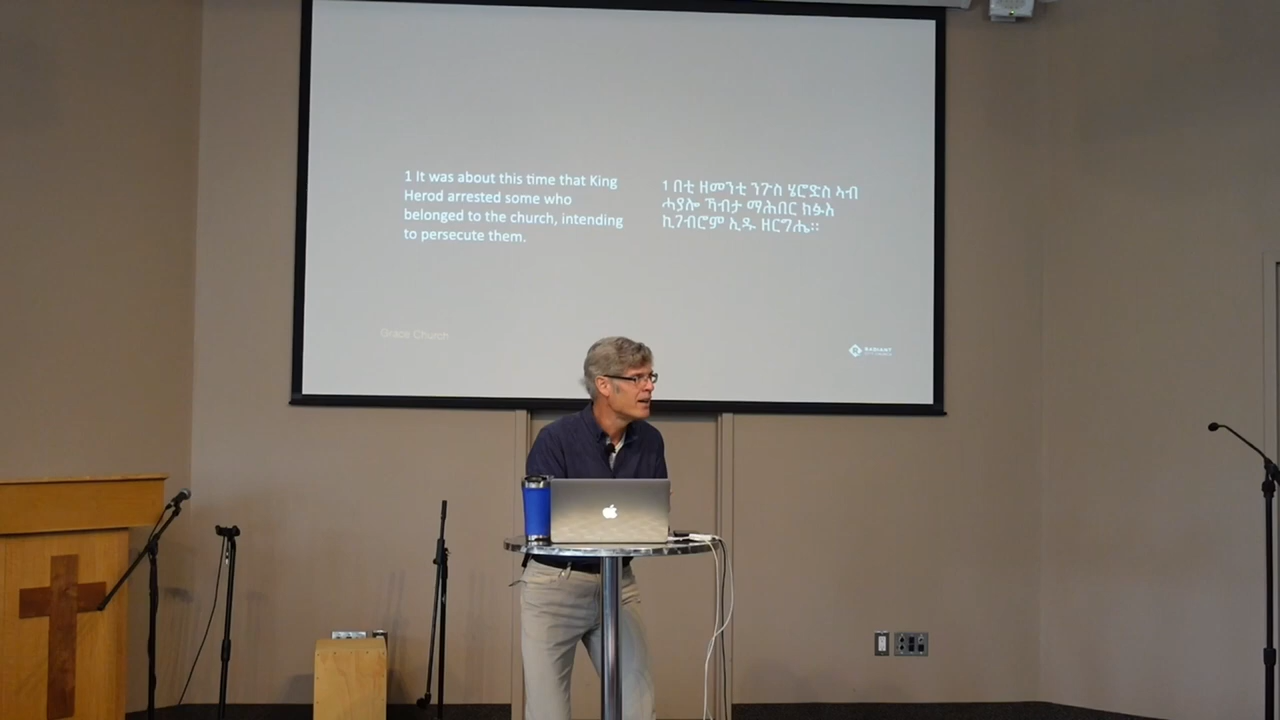 1 It was about this time that King
Herod arrested some who
belonged to the church, intending
to persecute them.
1 በቲ ዘመንቲ ንጉስ ሄሮድስ ኣብ
ሓያሎ ኻብታ ማሕበር ክፉእ
ኪገብሮም ኢዱ ዘርግሔ።
Grace Church
RADIANT